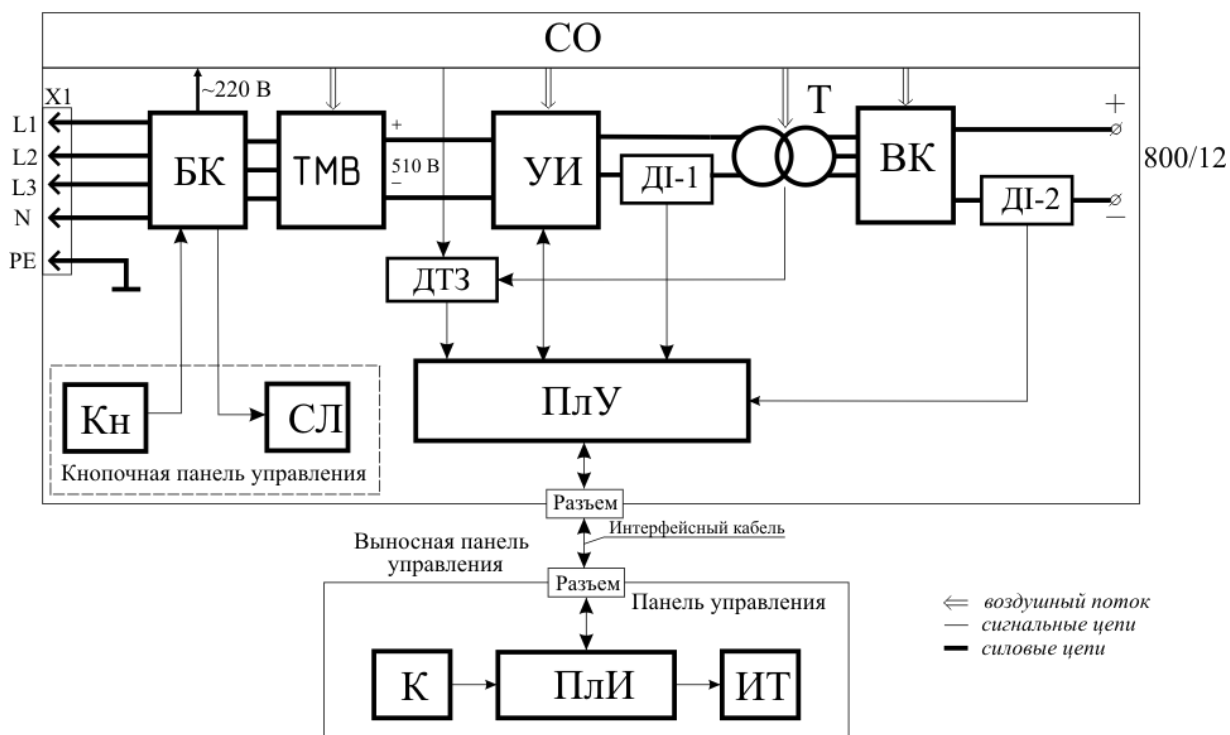 СО
~220 В
X1
L1
L2
L3
N
PE
БК
ТМВ
+
510 В
–
УИ
ДІ-1
Т
ВК
+
800/12
ДІ-2
–
ДТЗ
ПлУ
Кн
СЛ
Кнопочная панель управления
Разъем
Интерфейсный кабель
Выносная панель
управления
Разъем
Панель управления
К
ПлИ
ИТ
воздушный поток
сигнальные цепи
силовые цепи